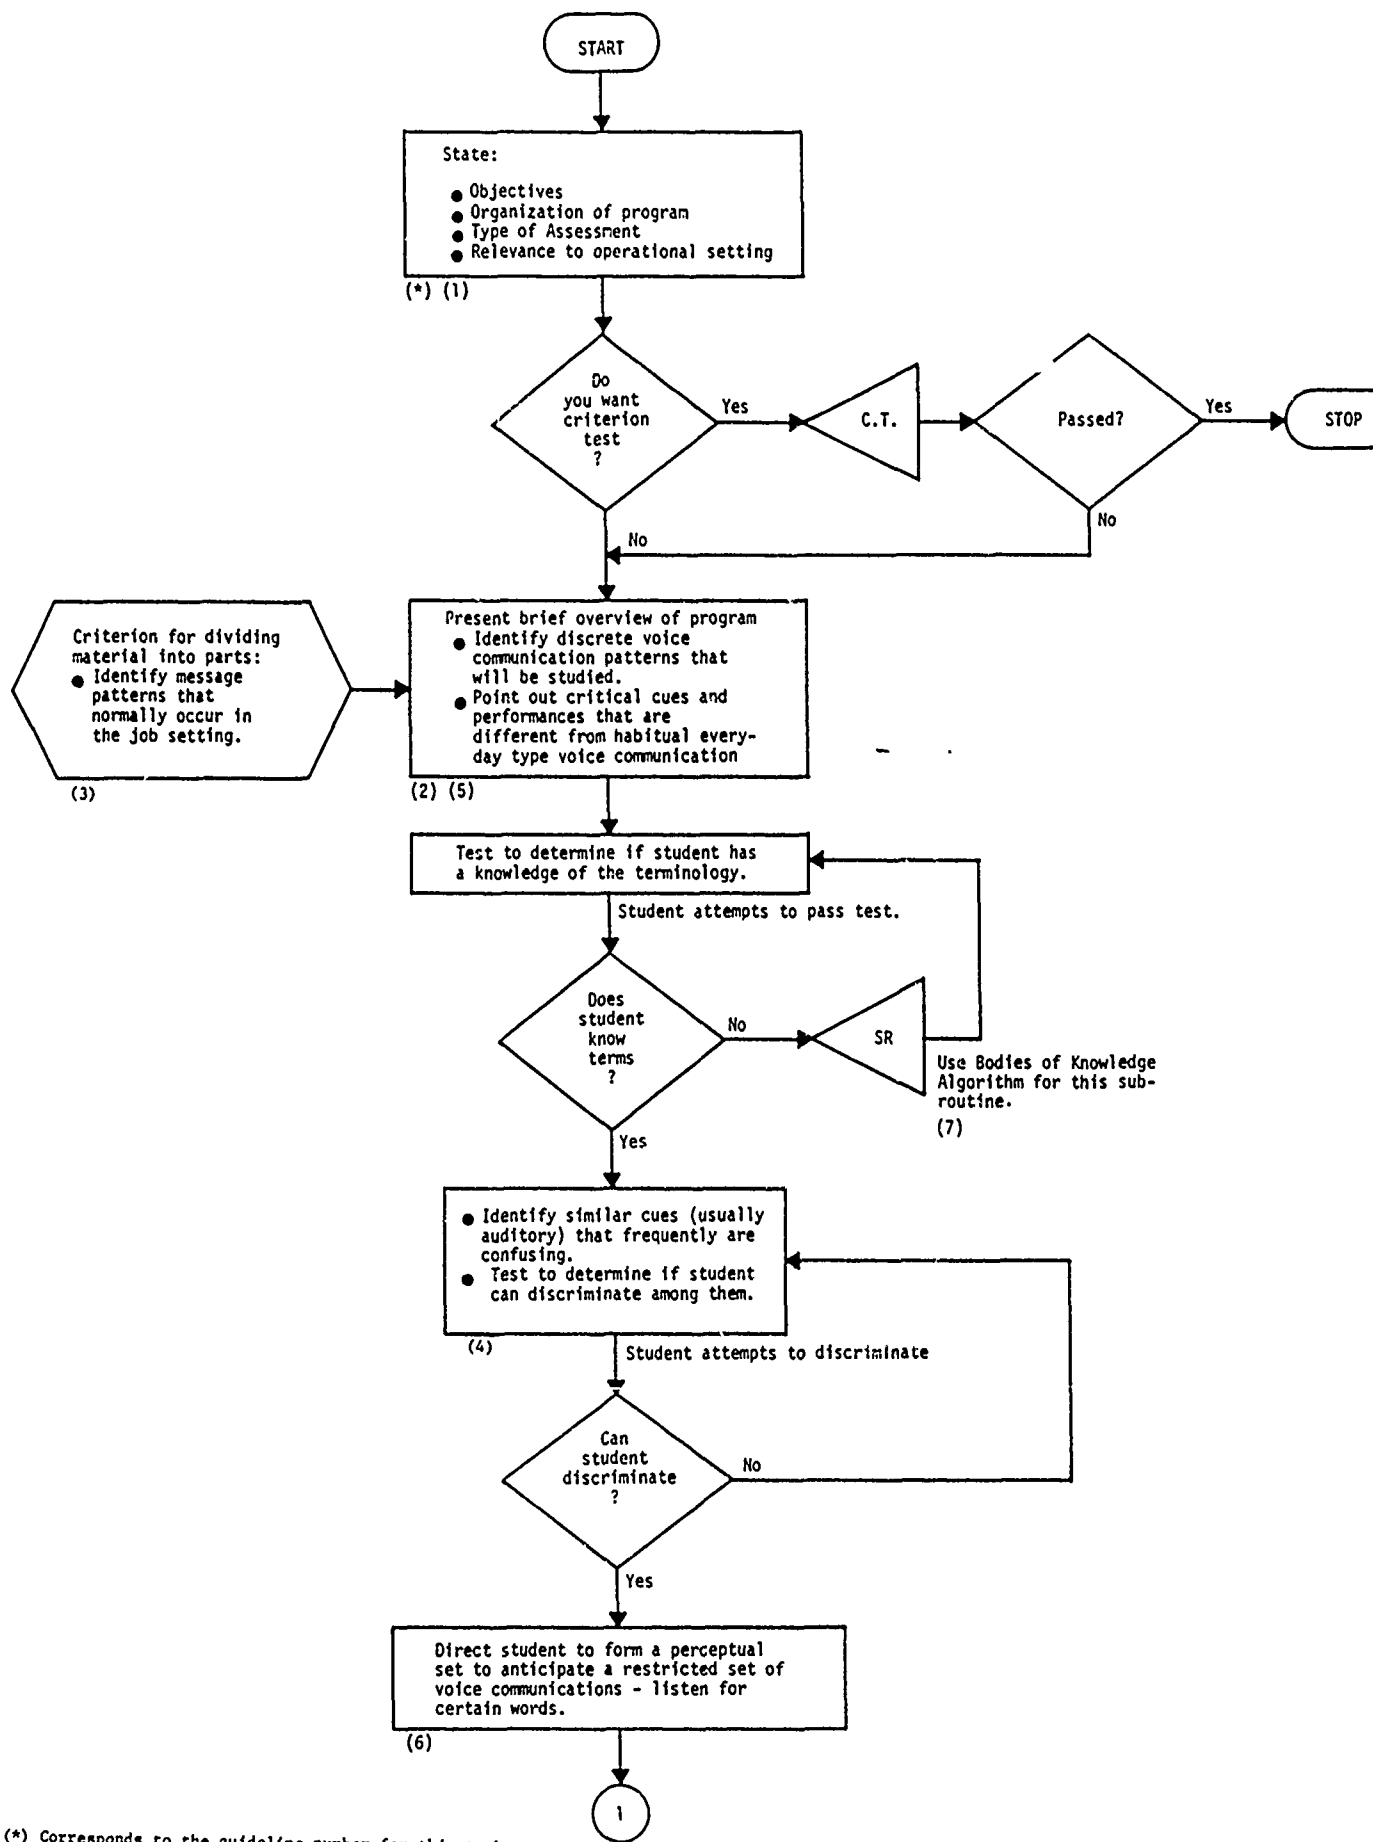 START
State:
● Objectives
● Organization of program
● Type of Assessment
● Relevance to operational setting
(*) (1)
Do
you want
criterion
test
?
Yes
C.T.
Passed?
Yes
STOP
No
No
Criterion for dividing
material into parts:
● Identify message
patterns that
normally occur in
the job setting.
(3)
Present brief overview of program
● Identify discrete voice
communication patterns that
will be studied.
● Point out critical cues and
performances that are
different from habitual every-
day type voice communication
(2) (5)
Test to determine if student has
a knowledge of the terminology.
Student attempts to pass test.
Does
student
know
terms
?
No
SR
Use Bodies of Knowledge
Algorithm for this sub-
routine.
(7)
Yes
● Identify similar cues (usually
auditory) that frequently are
confusing.
● Test to determine if student
can discriminate among them.
(4)
Student attempts to discriminate
Can
student
discriminate
?
No
Yes
Direct student to form a perceptual
set to anticipate a restricted set of
voice communications - listen for
certain words.
(6)
1
(*) Corresponds to the guideline number for this